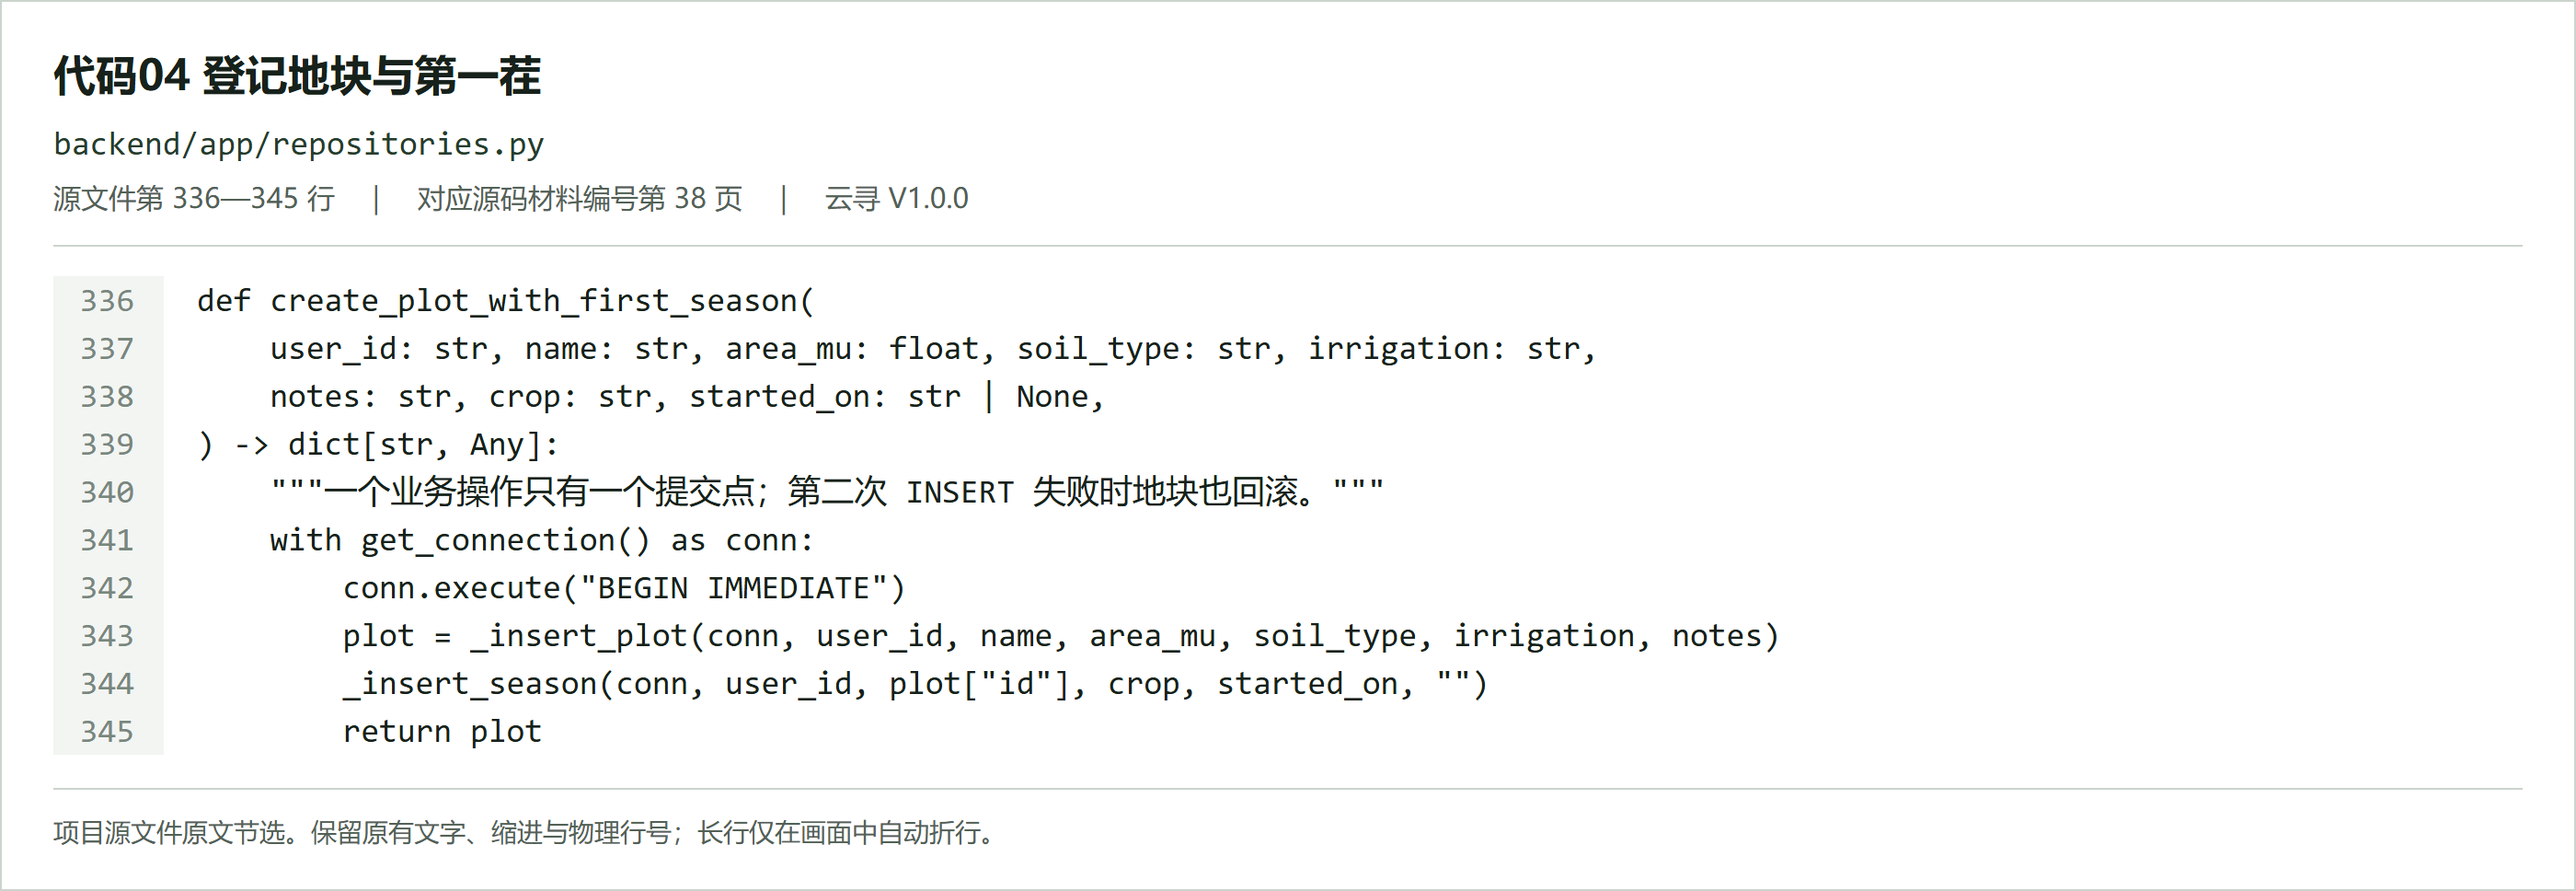 代码04 登记地块与第一茬
backend/app/repositories.py
源文件第 336—345 行 | 对应源码材料编号第 38 页 | 云寻 V1.0.0
336 def create_plot_with_first_season(
337     user_id: str, name: str, area_mu: float, soil_type: str, irrigation: str,
338     notes: str, crop: str, started_on: str | None,
339 ) -> dict[str, Any]:
340     """一个业务操作只有一个提交点；第二次 INSERT 失败时地块也回滚。"""
341     with get_connection() as conn:
342         conn.execute("BEGIN IMMEDIATE")
343         plot = _insert_plot(conn, user_id, name, area_mu, soil_type, irrigation, notes)
344         _insert_season(conn, user_id, plot["id"], crop, started_on, "")
345         return plot
项目源文件原文节选。保留原有文字、缩进与物理行号；长行仅在画面中自动折行。